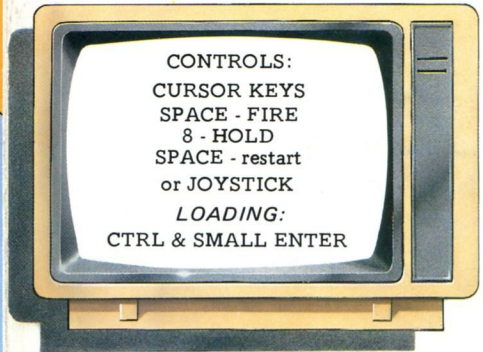 CONTROLS:
CURSOR KEYS
SPACE - FIRE
8 - HOLD
SPACE - restart
or JOYSTICK
LOADING:
CTRL & SMALL ENTER